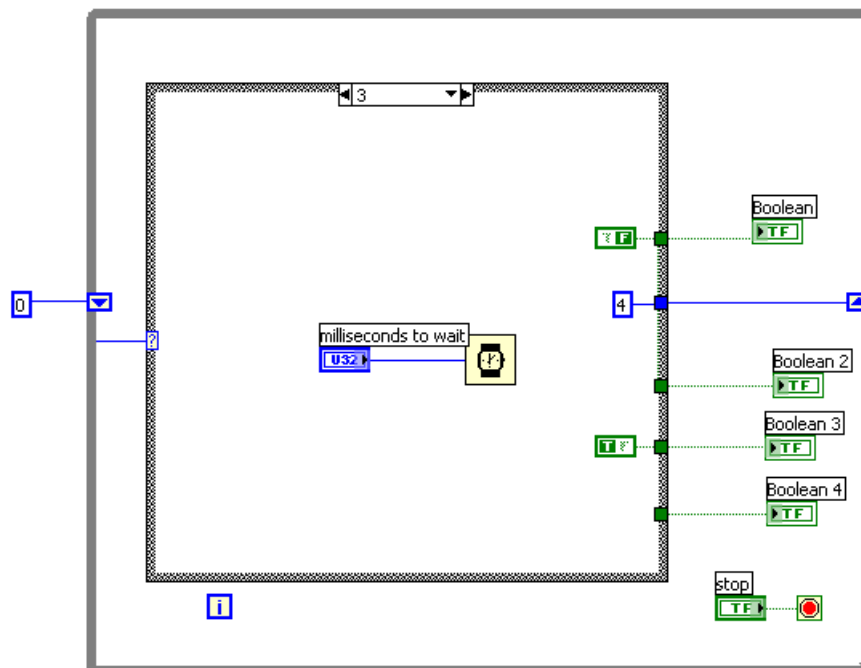 3
Boolean
F
TF
0
4
?
milliseconds to wait
U32
Boolean 2
TF
Boolean 3
T
TF
Boolean 4
TF
stop
i
TF